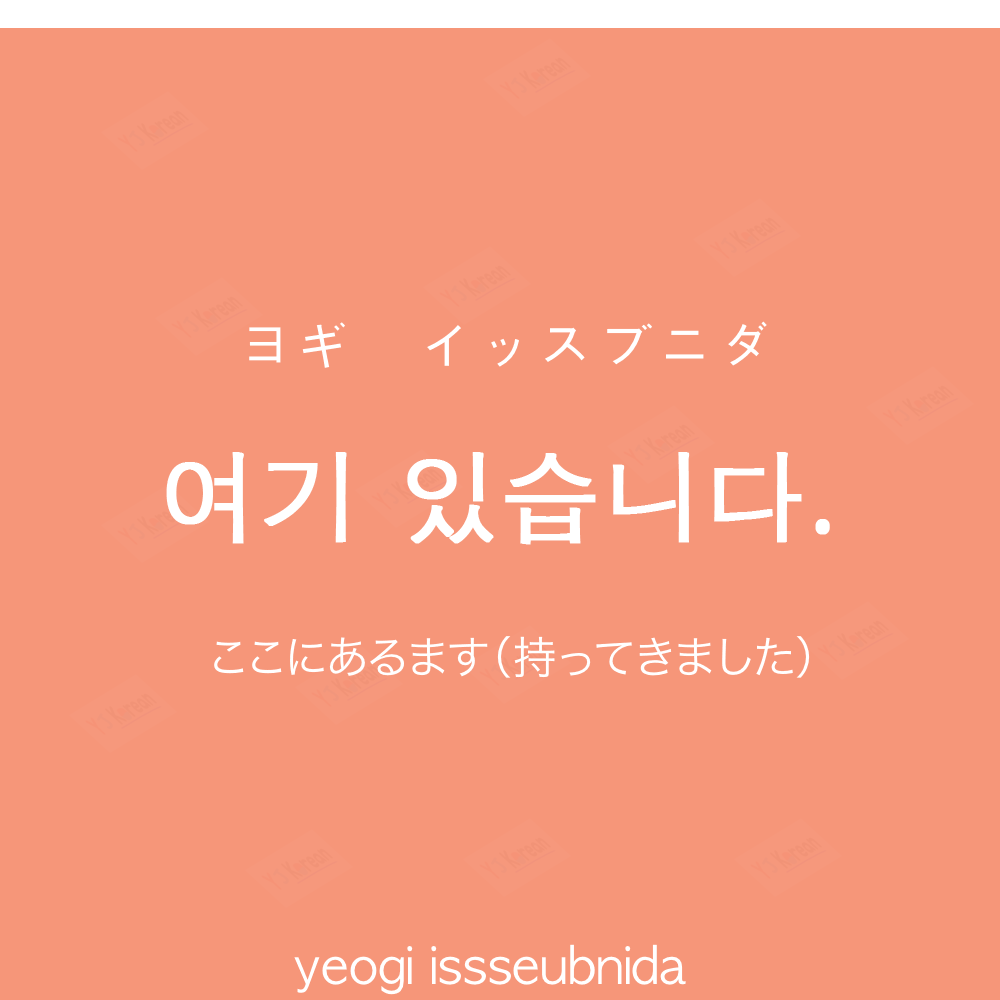 ヨギ イッスブニダ
여기 있습니다.
ここにあるます(持ってきました)
yeogi issseubnida